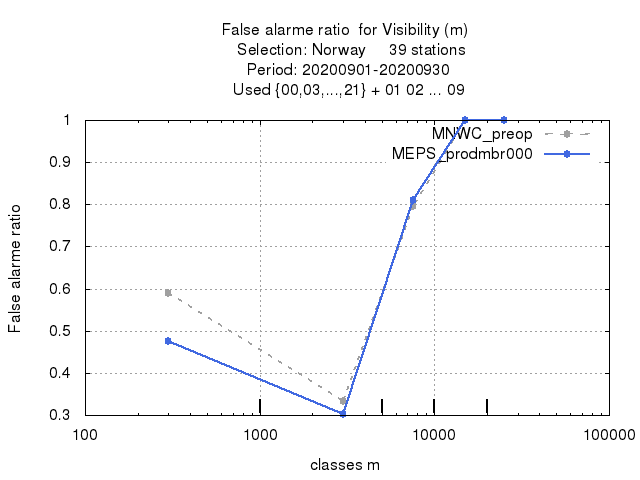 False alarme ratio  for Visibility (m)
Selection: Norway     39 stations
Period: 20200901-20200930
Used {00,03,...,21} + 01 02 ... 09
1
0.9
0.8
0.7
0.6
0.5
0.4
0.3
False alarme ratio
MNWC_preop
MEPS_prodmbr000
100
1000
10000
100000
classes m